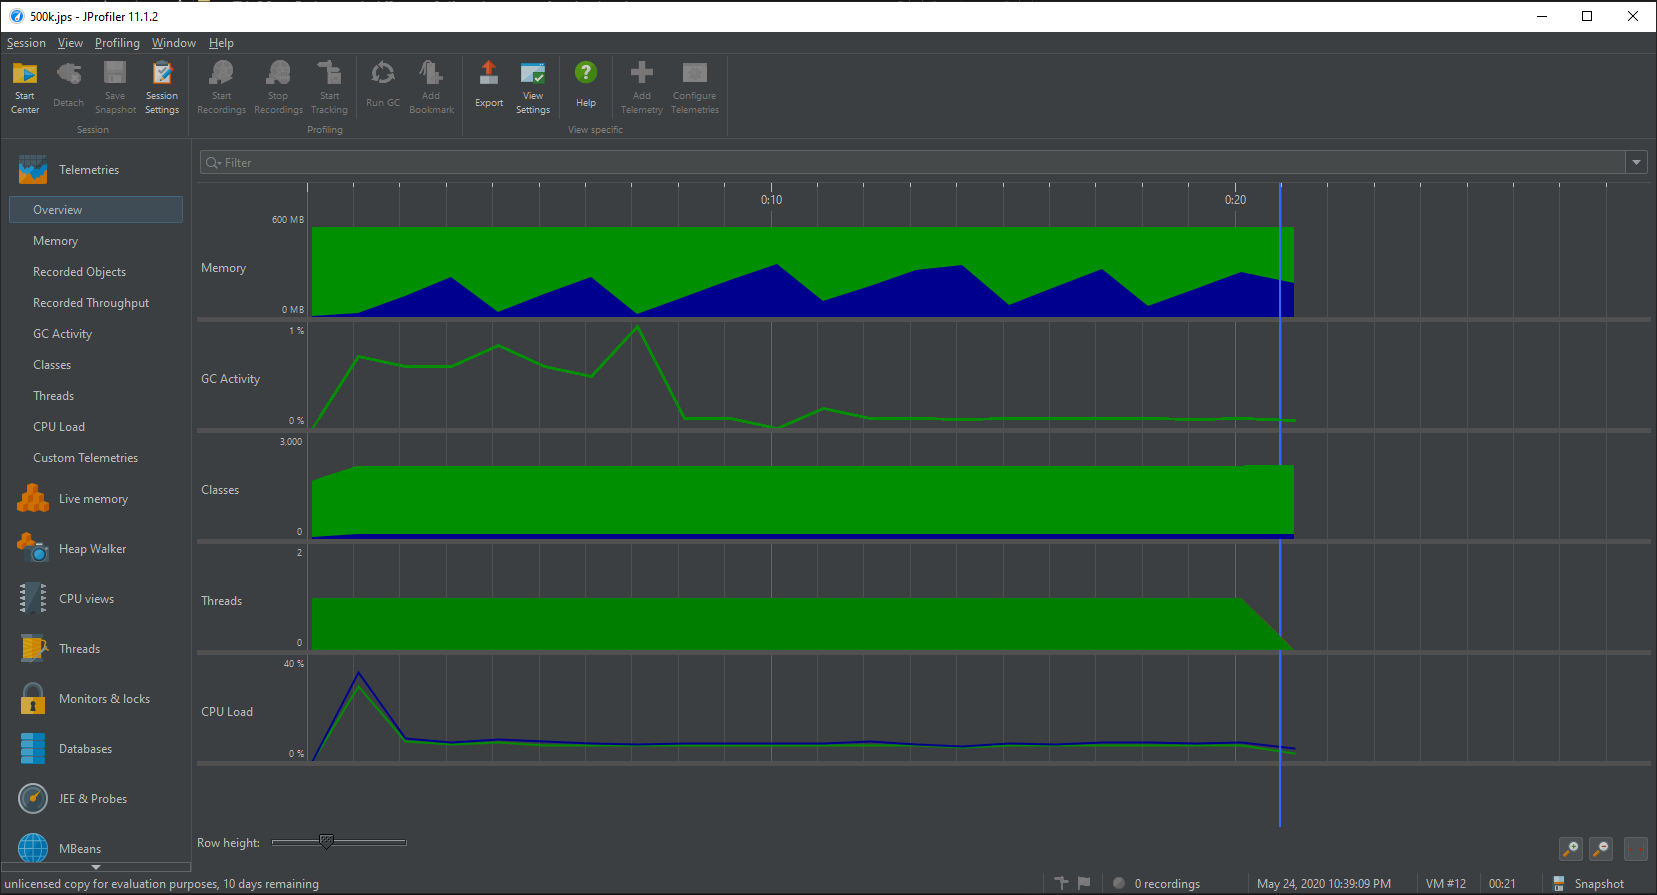 500k.jps - JProfiler 11.1.2
Session View Profiling Window Help
Start Center
Detach
Save Snapshot
Session Settings
Start Recordings
Stop Recordings
Start Tracking
Run GC
Add Bookmark
Export
View Settings
Help
Add Telemetry
Configure Telemetries
Session
Profiling
View specific
Telemetries
Overview
Memory
Recorded Objects
Recorded Throughput
GC Activity
Classes
Threads
CPU Load
Custom Telemetries
Live memory
Heap Walker
CPU views
Threads
Monitors & locks
Databases
JEE & Probes
MBeans
Filter
0:10
0:20
600 MB
Memory
0 MB
1 %
GC Activity
0 %
3,000
Classes
0
2
Threads
0
40 %
CPU Load
0 %
Row height:
unlicensed copy for evaluation purposes, 10 days remaining
0 recordings
May 24, 2020 10:39:09 PM
VM #12
00:21
Snapshot